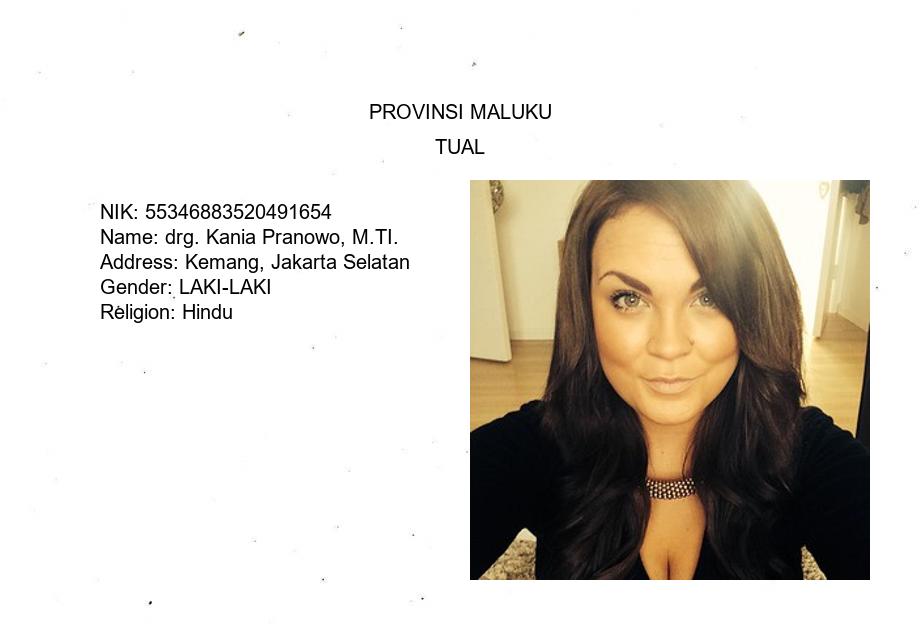 PROVINSI MALUKU
TUAL
NIK: 55346883520491654
Name: drg. Kania Pranowo, M.TI.
Address: Kemang, Jakarta Selatan
Gender: LAKI-LAKI
Religion: Hindu